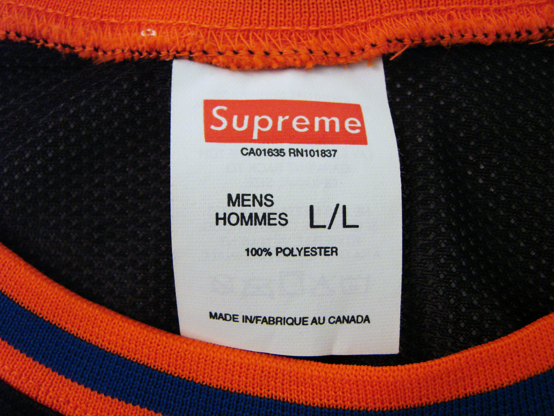 Supreme
CA01635 RN101837
MENS
HOMMES L/L
100% POLYESTER
MADE IN/FABRIQUE AU CANADA